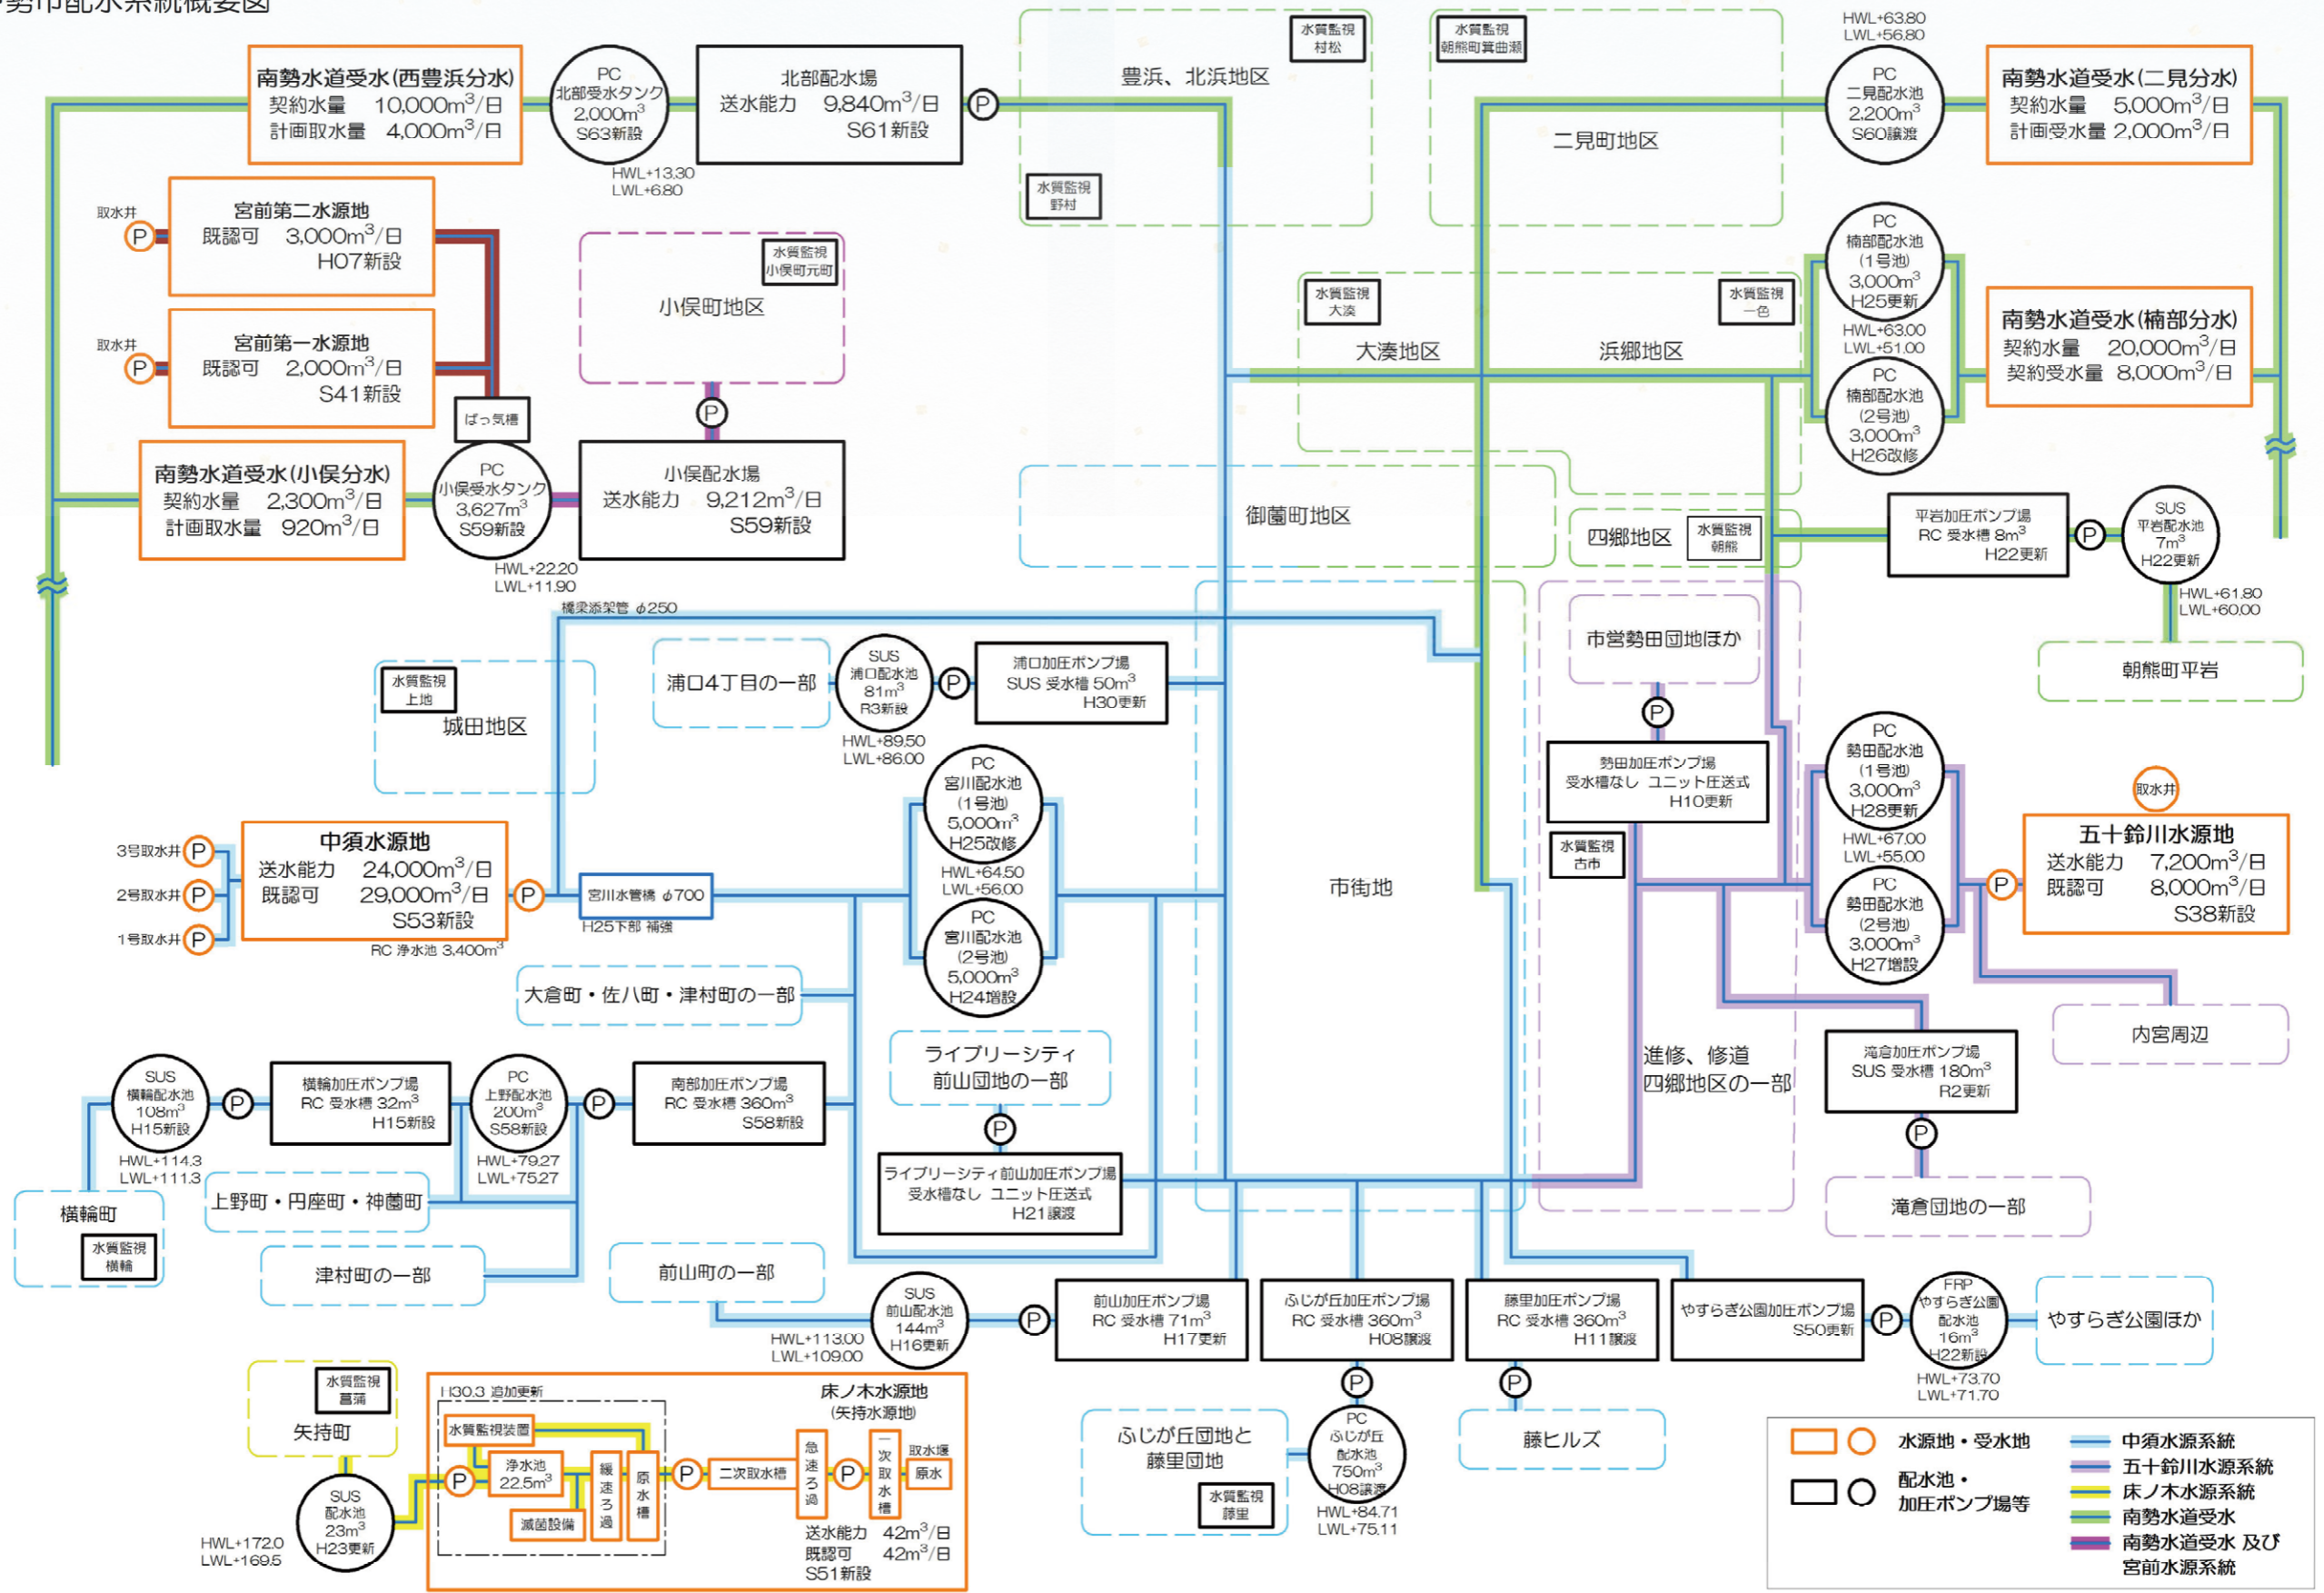 勢市配水系統概要図
南勢水道受水(西豊浜分水)
契約水量 10,000m³/日
計画取水量 4,000m³/日
PC
北部受水タンク
2,000m³
S63新設
HWL+13.30
LWL+6.80
北部配水場
送水能力 9,840m³/日
S61新設
P
水質監視
村松
豊浜、北浜地区
水質監視
野村
水質監視
朝熊町箕曲瀬
二見町地区
HWL+63.80
LWL+56.80
PC
二見配水池
2,200m³
S60譲渡
南勢水道受水(二見分水)
契約水量 5,000m³/日
計画受水量 2,000m³/日
取水井
P
宮前第二水源地
既認可 3,000m³/日
H07新設
取水井
P
宮前第一水源地
既認可 2,000m³/日
S41新設
ばっ気槽
水質監視
小俣町元町
小俣町地区
P
南勢水道受水(小俣分水)
契約水量 2,300m³/日
計画取水量 920m³/日
PC
小俣受水タンク
3,627m³
S59新設
HWL+22.20
LWL+11.90
小俣配水場
送水能力 9,212m³/日
S59新設
水質監視
大湊
大湊地区
水質監視
一色
浜郷地区
PC
楠部配水池
(1号池)
3,000m³
H25更新
HWL+63.00
LWL+51.00
PC
楠部配水池
(2号池)
3,000m³
H26改修
南勢水道受水(楠部分水)
契約水量 20,000m³/日
契約受水量 8,000m³/日
御薗町地区
四郷地区
水質監視
朝熊
平岩加圧ポンプ場
RC 受水槽 8m³
H22更新
P
SUS
平岩配水池
7m³
H22更新
HWL+61.80
LWL+60.00
朝熊町平岩
橋梁添架管 φ250
水質監視
上地
城田地区
浦口4丁目の一部
SUS
浦口配水池
81m³
R3新設
HWL+89.50
LWL+86.00
P
浦口加圧ポンプ場
SUS 受水槽 50m³
H30更新
市営勢田団地ほか
P
勢田加圧ポンプ場
受水槽なし ユニット圧送式
H10更新
水質監視
古市
PC
勢田配水池
(1号池)
3,000m³
H28更新
HWL+67.00
LWL+55.00
PC
勢田配水池
(2号池)
3,000m³
H27増設
取水井
P
五十鈴川水源地
送水能力 7,200m³/日
既認可 8,000m³/日
S38新設
内宮周辺
3号取水井
P
2号取水井
P
1号取水井
P
中須水源地
送水能力 24,000m³/日
既認可 29,000m³/日
S53新設
RC 浄水池 3,400m³
P
宮川水管橋 φ700
H25下部 補強
PC
宮川配水池
(1号池)
5,000m³
H25改修
HWL+64.50
LWL+56.00
PC
宮川配水池
(2号池)
5,000m³
H24増設
市街地
大倉町・佐八町・津村町の一部
ライブリーシティ
前山団地の一部
P
ライブリーシティ前山加圧ポンプ場
受水槽なし ユニット圧送式
H21譲渡
進修、修道
四郷地区の一部
滝倉加圧ポンプ場
SUS 受水槽 180m³
R2更新
P
滝倉団地の一部
SUS
横輪配水池
108m³
H15新設
HWL+114.3
LWL+111.3
P
横輪加圧ポンプ場
RC 受水槽 32m³
H15新設
PC
上野配水池
200m³
S58新設
HWL+79.27
LWL+75.27
P
南部加圧ポンプ場
RC 受水槽 360m³
S58新設
横輪町
水質監視
横輪
上野町・円座町・神薗町
津村町の一部
前山町の一部
SUS
前山配水池
144m³
H16更新
HWL+113.00
LWL+109.00
P
前山加圧ポンプ場
RC 受水槽 71m³
H17更新
ふじが丘加圧ポンプ場
RC 受水槽 360m³
H08譲渡
藤里加圧ポンプ場
RC 受水槽 360m³
H11譲渡
やすらぎ公園加圧ポンプ場
S50更新
P
FRP
やすらぎ公園
配水池
16m³
H22新設
HWL+73.70
LWL+71.70
やすらぎ公園ほか
P
ふじが丘団地と
藤里団地
水質監視
藤里
PC
ふじが丘
配水池
750m³
H08譲渡
HWL+84.71
LWL+75.11
P
藤ヒルズ
水質監視
菖蒲
矢持町
SUS
配水池
23m³
H23更新
HWL+172.0
LWL+169.5
H30.3 追加更新
水質監視装置
P
浄水池
22.5m³
滅菌設備
緩速ろ過
原水槽
P
二次取水槽
急速ろ過
P
一次取水槽
取水堰
原水
床ノ木水源地
(矢持水源地)
送水能力 42m³/日
既認可 42m³/日
S51新設
水源地・受水地
配水池・
加圧ポンプ場等
中須水源系統
五十鈴川水源系統
床ノ木水源系統
南勢水道受水
南勢水道受水 及び
宮前水源系統